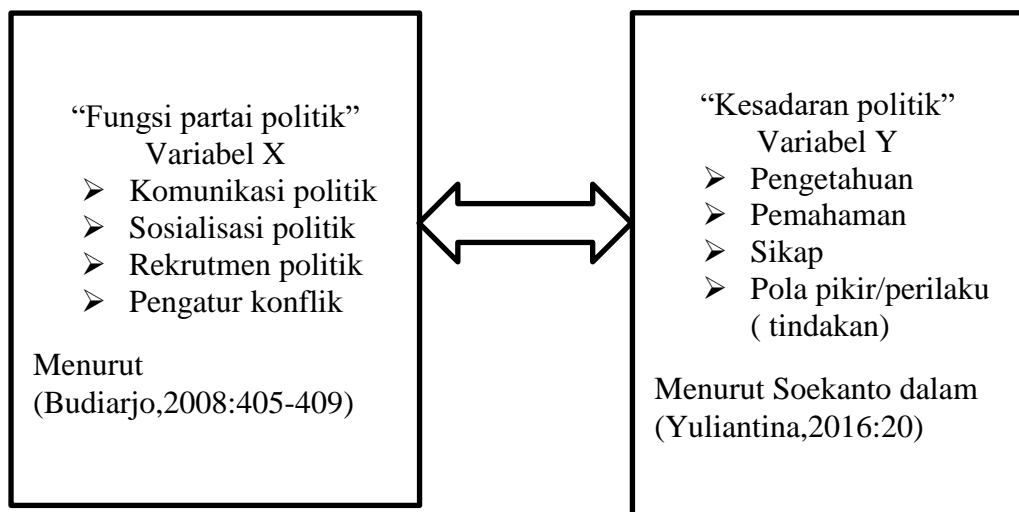 “Fungsi partai politik”
Variabel X
➢ Komunikasi politik
➢ Sosialisasi politik
➢ Rekrutmen politik
➢ Pengatur konflik
Menurut
(Budiarjo,2008:405-409)
“Kesadaran politik”
Variabel Y
➢ Pengetahuan
➢ Pemahaman
➢ Sikap
➢ Pola pikir/perilaku
( tindakan)
Menurut Soekanto dalam
(Yuliantina,2016:20)